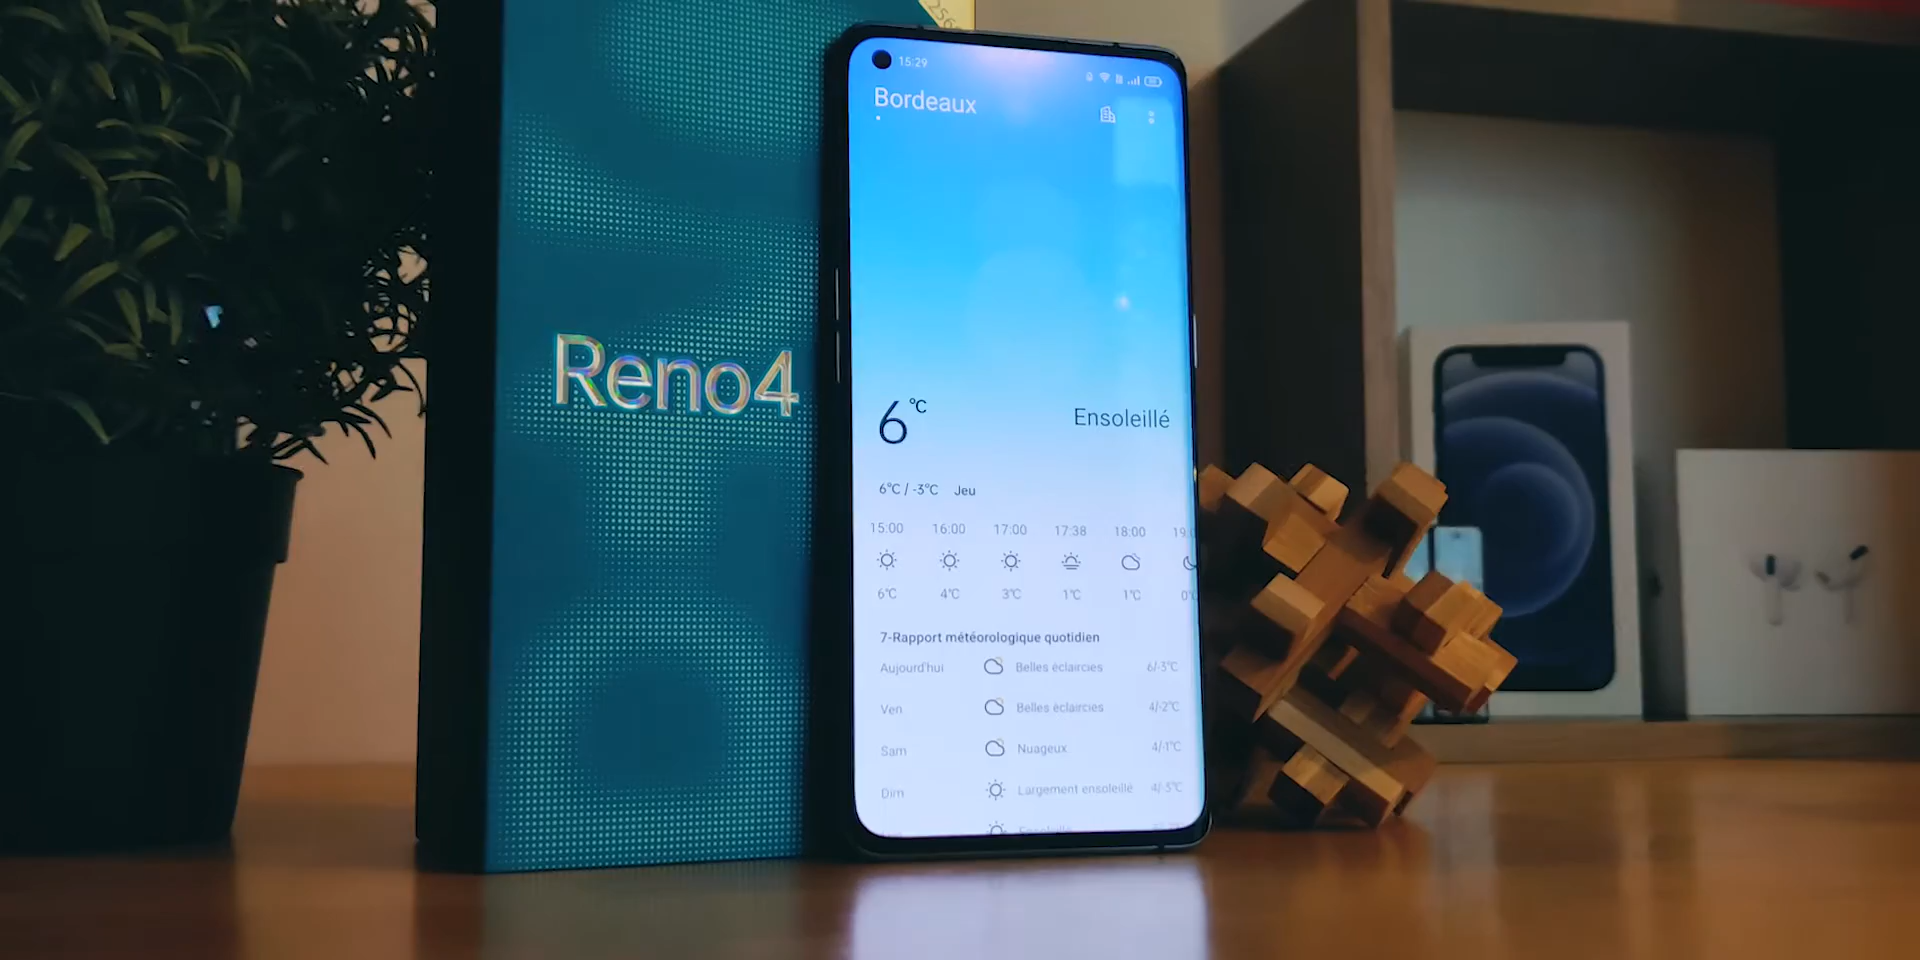 256
Reno4
15:29
Bordeaux
6°C
Ensoleillé
6°C / -3°C Jeu
15:00 16:00 17:00 17:38 18:00
6°C 4°C 3°C 1°C 1°C
7-Rapport météorologique quotidien
Aujourd'hui Belles éclaircies 6/-3°C
Ven Belles éclaircies 4/-2°C
Sam Nuageux 4/-1°C
Dim Largement ensoleillé 4/-3°C